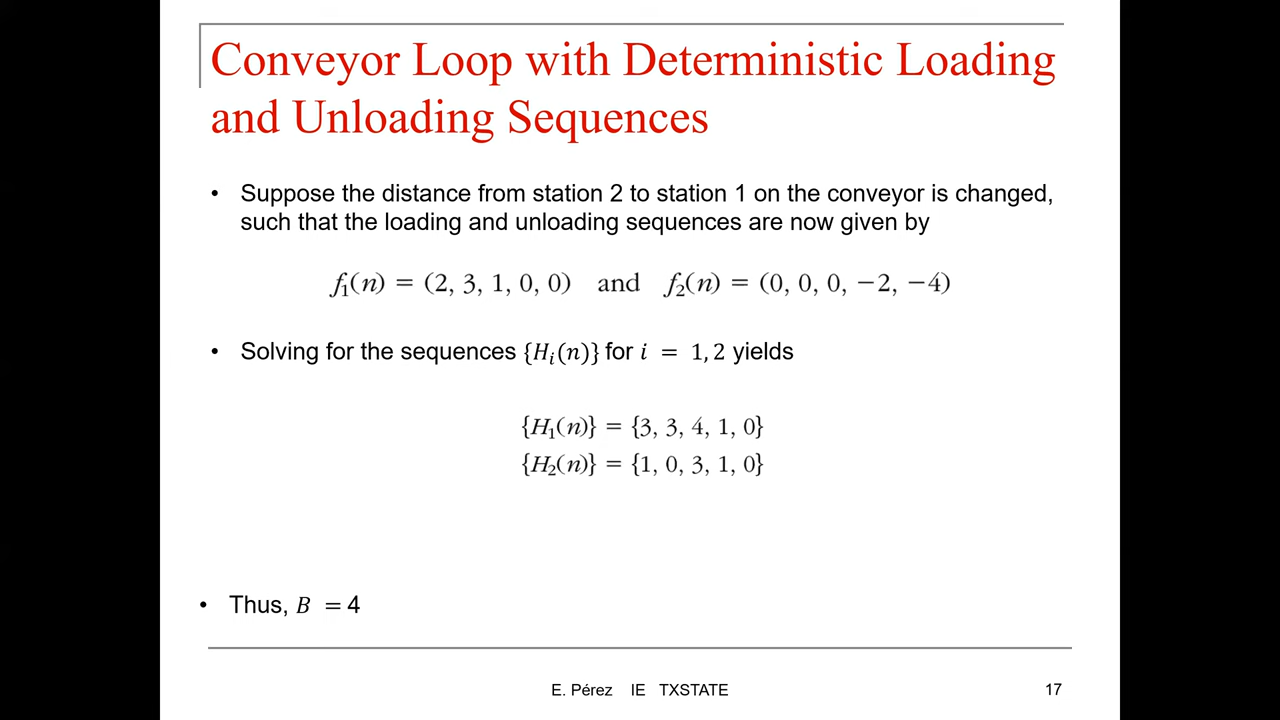 Conveyor Loop with Deterministic Loading
and Unloading Sequences
• Suppose the distance from station 2 to station 1 on the conveyor is changed,
such that the loading and unloading sequences are now given by
f₁(n) = (2, 3, 1, 0, 0) and f₂(n) = (0, 0, 0, −2, −4)
• Solving for the sequences {Hᵢ(n)} for i = 1, 2 yields
{H₁(n)} = {3, 3, 4, 1, 0}
{H₂(n)} = {1, 0, 3, 1, 0}
• Thus, B = 4
E. Pérez IE TXSTATE
17